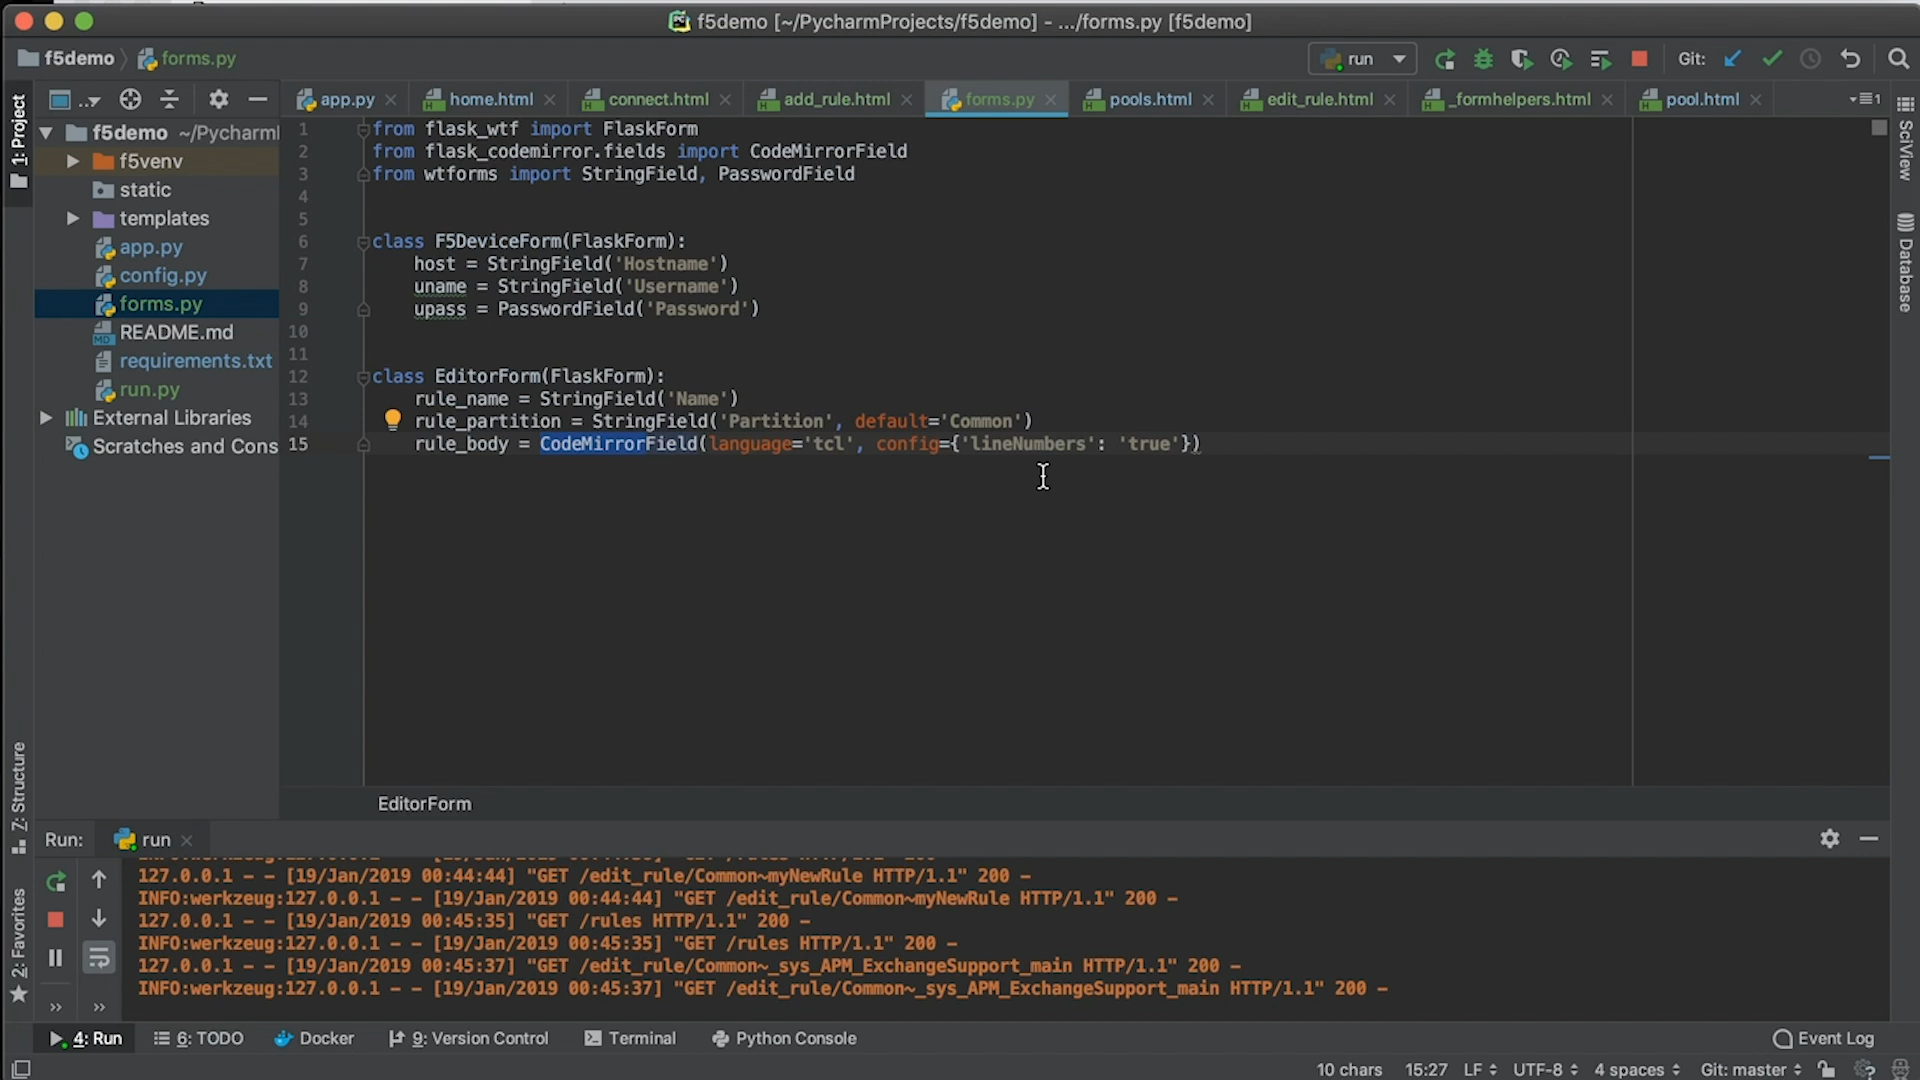 f5demo [~/PycharmProjects/f5demo] - .../forms.py [f5demo]
f5demo forms.py run Git:
1: Project
app.py home.html connect.html add_rule.html forms.py pools.html edit_rule.html _formhelpers.html pool.html 1
f5demo ~/Pycharml
f5venv
static
templates
app.py
config.py
forms.py
README.md
requirements.txt
run.py
External Libraries
Scratches and Cons
1 from flask_wtf import FlaskForm
2 from flask_codemirror.fields import CodeMirrorField
3 from wtforms import StringField, PasswordField
4
5
6 class F5DeviceForm(FlaskForm):
7 host = StringField('Hostname')
8 uname = StringField('Username')
9 upass = PasswordField('Password')
10
11
12 class EditorForm(FlaskForm):
13 rule_name = StringField('Name')
14 rule_partition = StringField('Partition', default='Common')
15 rule_body = CodeMirrorField(language='tcl', config={'lineNumbers': 'true'})
SciView
Database
EditorForm
Z: Structure
2: Favorites
Run: run
127.0.0.1 - - [19/Jan/2019 00:44:44] "GET /edit_rule/Common~myNewRule HTTP/1.1" 200 -
INFO:werkzeug:127.0.0.1 - - [19/Jan/2019 00:44:44] "GET /edit_rule/Common~myNewRule HTTP/1.1" 200 -
127.0.0.1 - - [19/Jan/2019 00:45:35] "GET /rules HTTP/1.1" 200 -
INFO:werkzeug:127.0.0.1 - - [19/Jan/2019 00:45:35] "GET /rules HTTP/1.1" 200 -
127.0.0.1 - - [19/Jan/2019 00:45:37] "GET /edit_rule/Common~_sys_APM_ExchangeSupport_main HTTP/1.1" 200 -
INFO:werkzeug:127.0.0.1 - - [19/Jan/2019 00:45:37] "GET /edit_rule/Common~_sys_APM_ExchangeSupport_main HTTP/1.1" 200 -
4: Run 6: TODO Docker 9: Version Control Terminal Python Console Event Log
10 chars 15:27 LF UTF-8 4 spaces Git: master